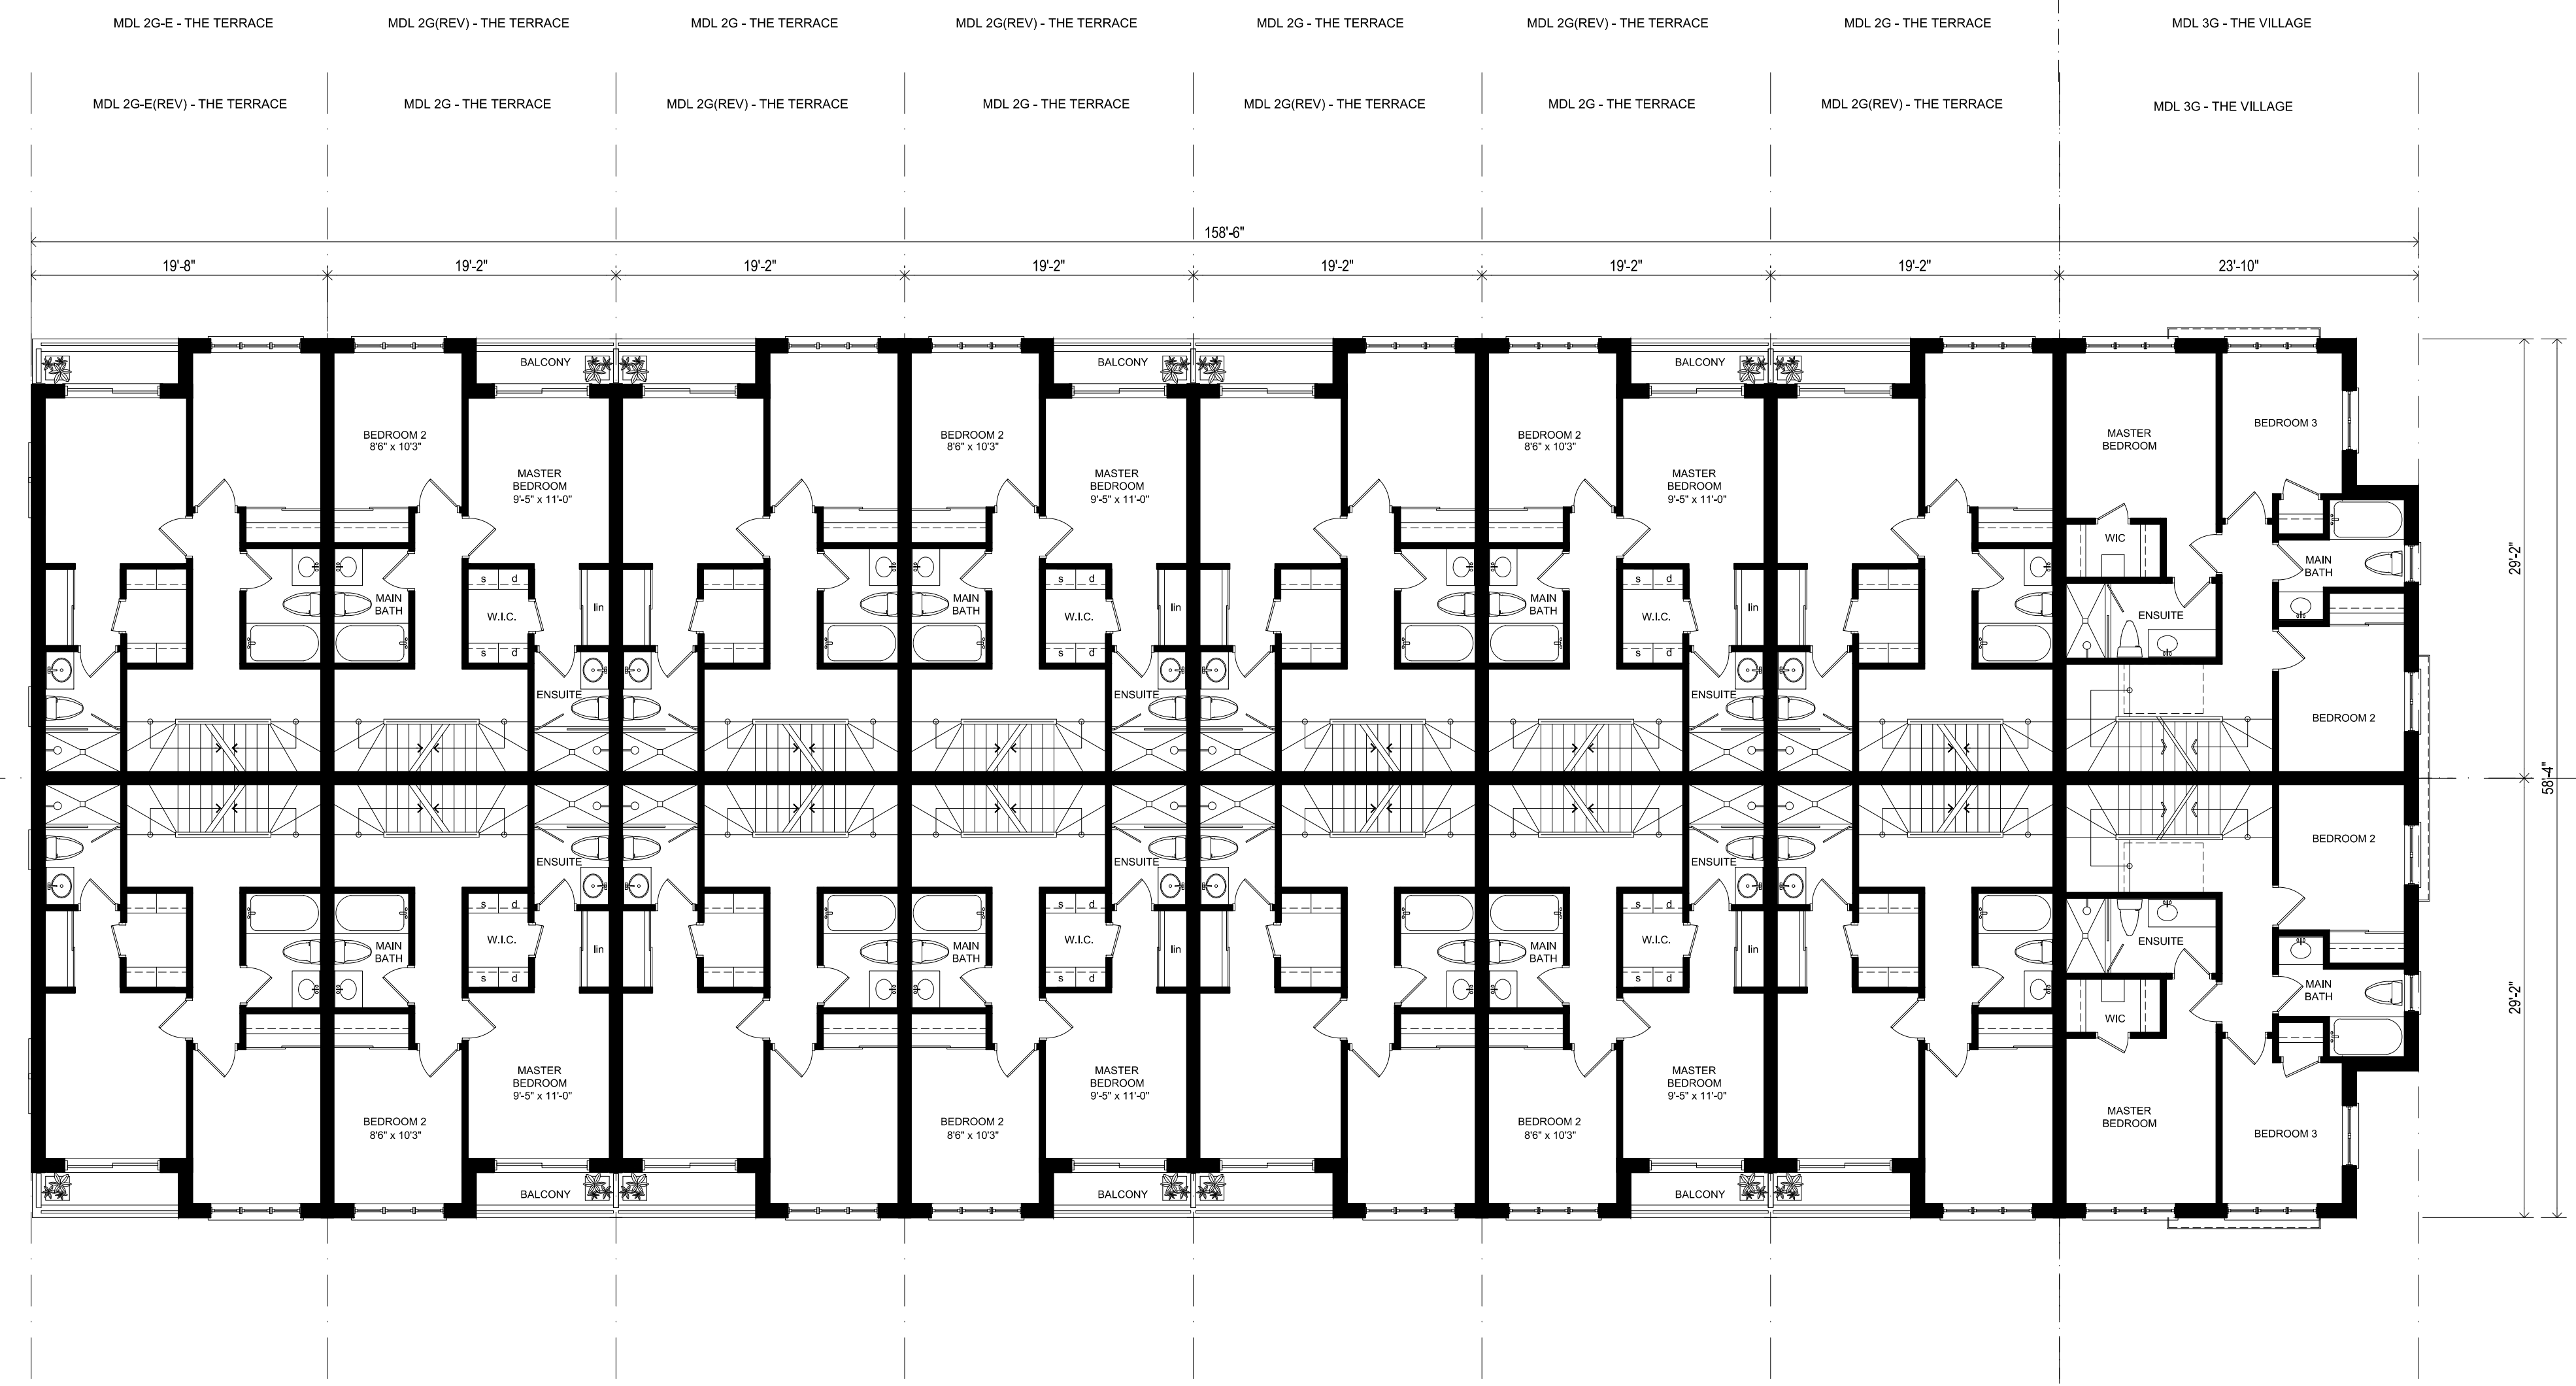 MDL 2G-E - THE TERRACE
MDL 2G(REV) - THE TERRACE
MDL 2G - THE TERRACE
MDL 2G(REV) - THE TERRACE
MDL 2G - THE TERRACE
MDL 2G(REV) - THE TERRACE
MDL 2G - THE TERRACE
MDL 3G - THE VILLAGE
MDL 2G-E(REV) - THE TERRACE
MDL 2G - THE TERRACE
MDL 2G(REV) - THE TERRACE
MDL 2G - THE TERRACE
MDL 2G(REV) - THE TERRACE
MDL 2G - THE TERRACE
MDL 2G(REV) - THE TERRACE
MDL 3G - THE VILLAGE
158'-6"
19'-8"
19'-2"
19'-2"
19'-2"
19'-2"
19'-2"
19'-2"
23'-10"
BALCONY
BALCONY
BALCONY
BEDROOM 2
8'6" x 10'3"
MASTER
BEDROOM
9'-5" x 11'-0"
BEDROOM 2
8'6" x 10'3"
MASTER
BEDROOM
9'-5" x 11'-0"
BEDROOM 2
8'6" x 10'3"
MASTER
BEDROOM
9'-5" x 11'-0"
MASTER
BEDROOM
BEDROOM 3
WIC
MAIN
BATH
s d
W.I.C.
s d
lin
MAIN
BATH
s d
W.I.C.
s d
lin
MAIN
BATH
s d
W.I.C.
s d
lin
ENSUITE
MAIN
BATH
29'-2"
ENSUITE
ENSUITE
ENSUITE
BEDROOM 2
58'-4"
ENSUITE
ENSUITE
ENSUITE
BEDROOM 2
MAIN
BATH
s d
W.I.C.
s d
lin
MAIN
BATH
s d
W.I.C.
s d
lin
MAIN
BATH
s d
W.I.C.
s d
lin
ENSUITE
MAIN
BATH
WIC
29'-2"
MASTER
BEDROOM
9'-5" x 11'-0"
BEDROOM 2
8'6" x 10'3"
MASTER
BEDROOM
9'-5" x 11'-0"
BEDROOM 2
8'6" x 10'3"
MASTER
BEDROOM
9'-5" x 11'-0"
BEDROOM 2
8'6" x 10'3"
MASTER
BEDROOM
BEDROOM 3
BALCONY
BALCONY
BALCONY